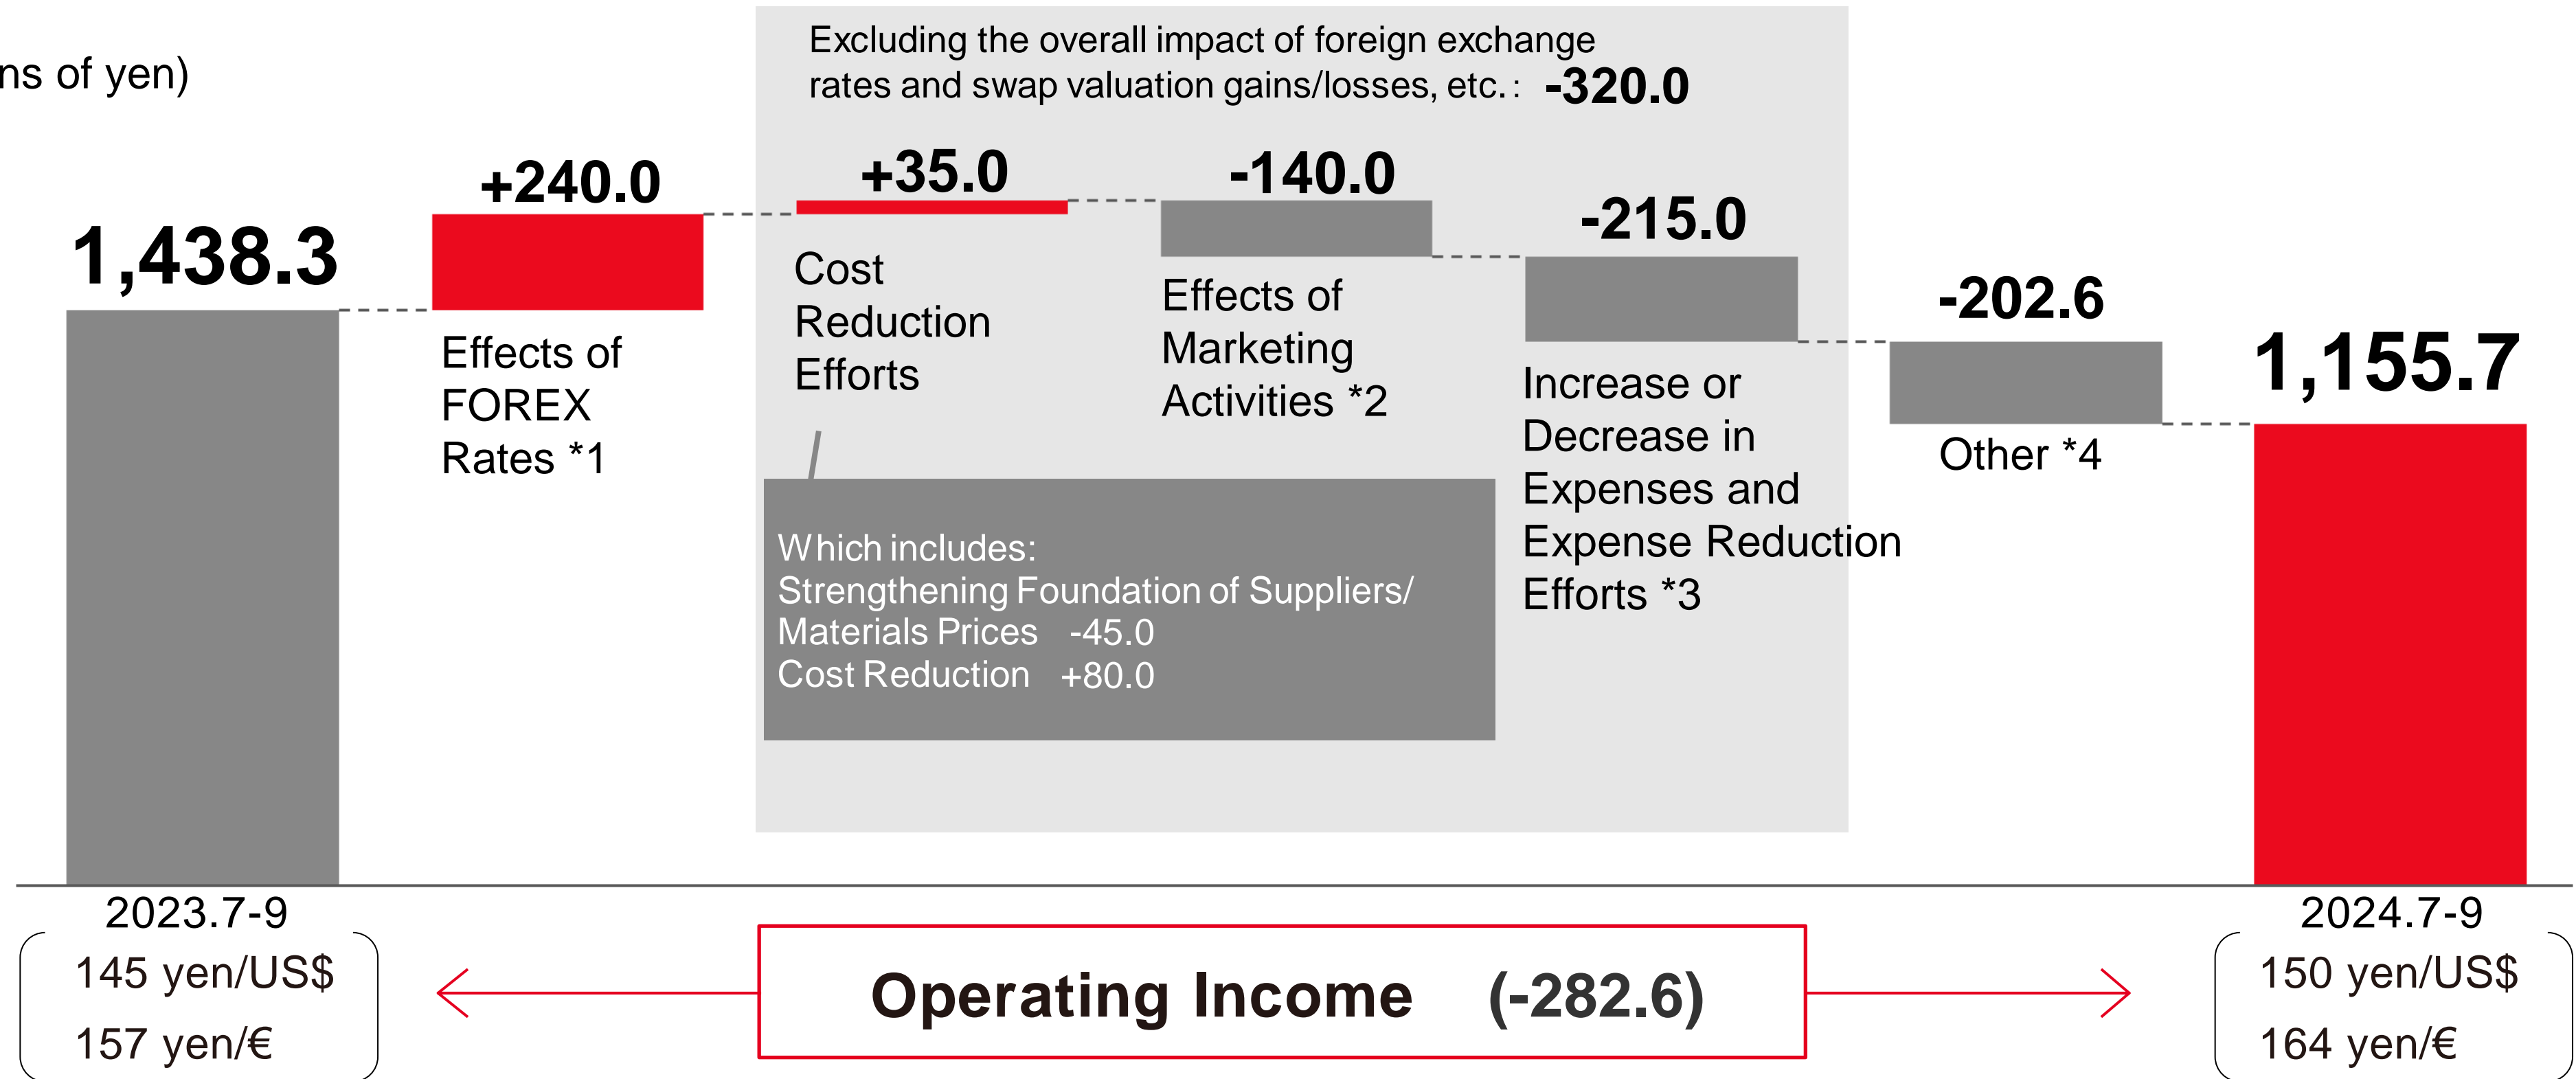 ns of yen)
Excluding the overall impact of foreign exchange
rates and swap valuation gains/losses, etc.: -320.0
1,438.3
+240.0
Effects of
FOREX
Rates *1
+35.0
Cost
Reduction
Efforts
-140.0
Effects of
Marketing
Activities *2
-215.0
Increase or
Decrease in
Expenses and
Expense Reduction
Efforts *3
-202.6
Other *4
1,155.7
Which includes:
Strengthening Foundation of Suppliers/
Materials Prices -45.0
Cost Reduction +80.0
2023.7-9
145 yen/US$
157 yen/€
Operating Income (-282.6)
2024.7-9
150 yen/US$
164 yen/€